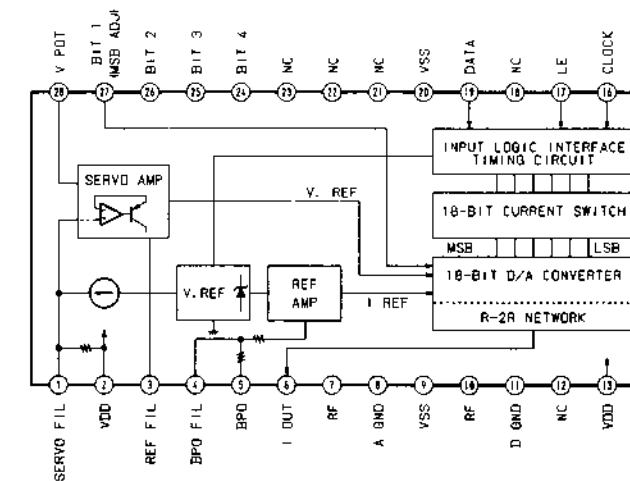 V POT
BIT 1
(MSB ADJ)
BIT 2
BIT 3
BIT 4
NC
NC
NC
VSS
DATA
NC
LE
CLOCK
28
27
26
25
24
23
22
21
20
19
18
17
16
INPUT LOGIC INTERFACE
TIMING CIRCUIT
SERVO AMP
V. REF
18-BIT CURRENT SWITCH
MSB
LSB
18-BIT D/A CONVERTER
V.REF
REF
AMP
I REF
R-2R NETWORK
1
2
3
4
5
6
7
8
9
10
11
12
13
SERVO FIL
VDD
REF FIL
BPO FIL
BPO
I OUT
RF
A GND
VSS
RF
D GND
NC
VDD